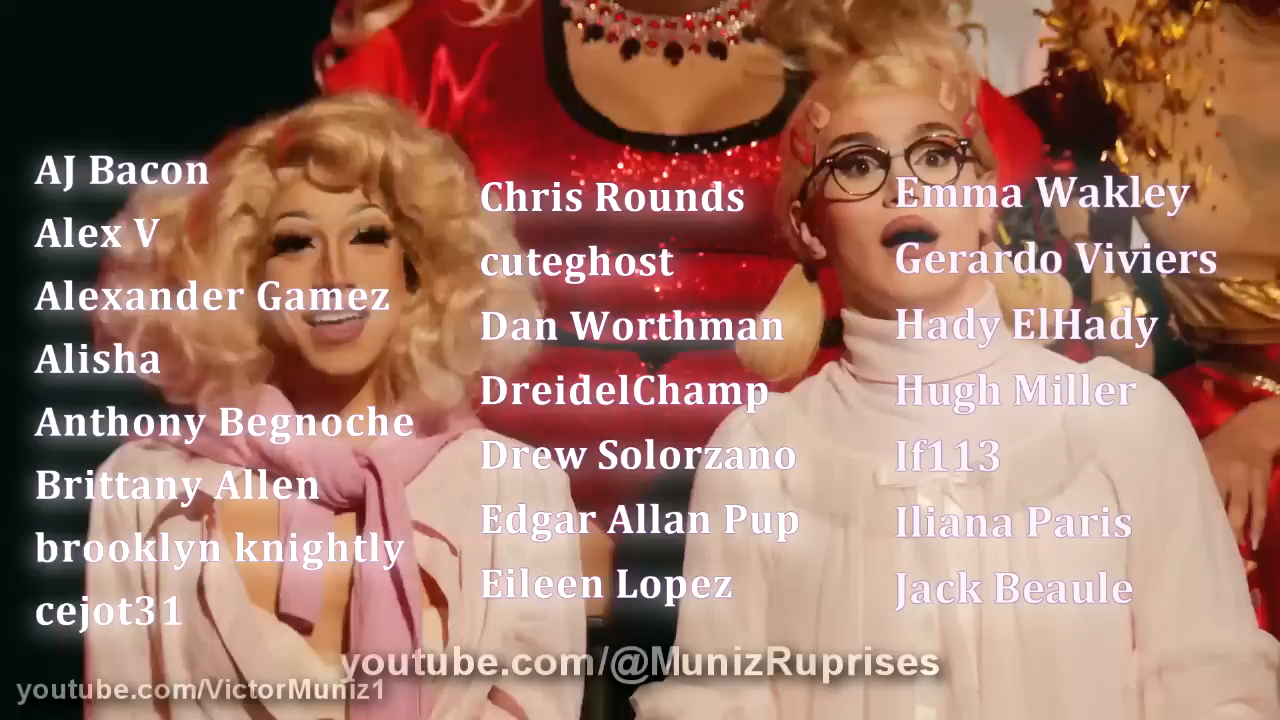 AJ Bacon
Alex V
Alexander Gamez
Alisha
Anthony Begnoche
Brittany Allen
brooklyn knightly
cejot31
Chris Rounds
cuteghost
Dan Worthman
DreidelChamp
Drew Solorzano
Edgar Allan Pup
Eileen Lopez
Emma Wakley
Gerardo Viviers
Hady ElHady
Hugh Miller
If113
Iliana Paris
Jack Beaule
youtube.com/@MunizRuprises
youtube.com/VictorMuniz1